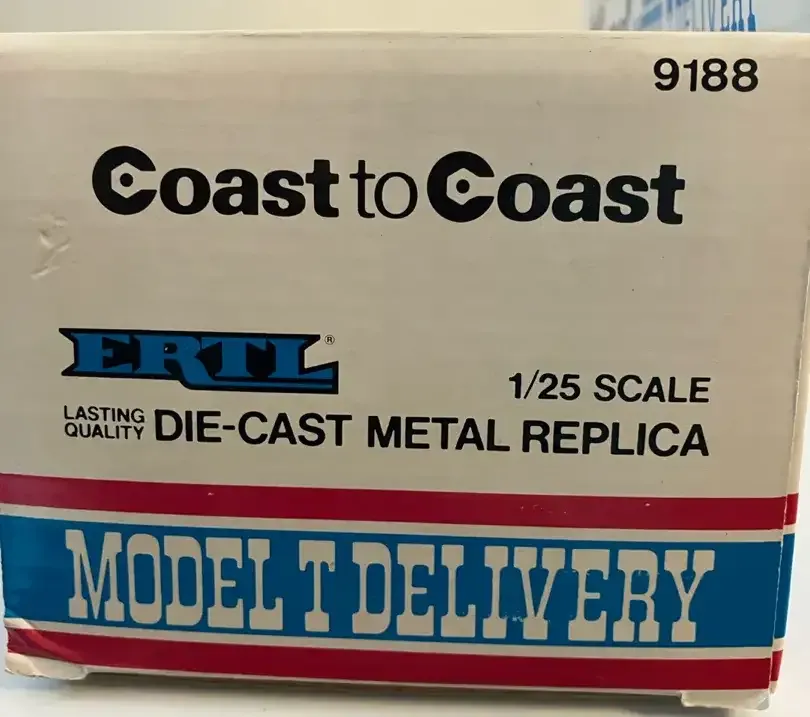 9188
Coast to Coast
ERTL®
1/25 SCALE
LASTING
QUALITY
DIE-CAST METAL REPLICA
MODEL T DELIVERY